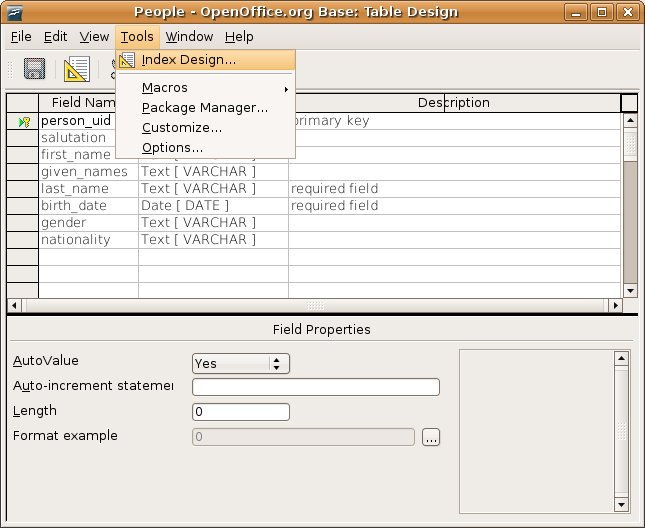 People - OpenOffice.org Base: Table Design
File Edit View Tools Window Help
Index Design...
Macros
Package Manager...
Customize...
Options...
Field Nam Description
person_uid primary key
salutation
first_name Text [ VARCHAR ]
given_names Text [ VARCHAR ]
last_name Text [ VARCHAR ] required field
birth_date Date [ DATE ] required field
gender Text [ VARCHAR ]
nationality Text [ VARCHAR ]
Field Properties
AutoValue Yes
Auto-increment statemer
Length 0
Format example 0 ...